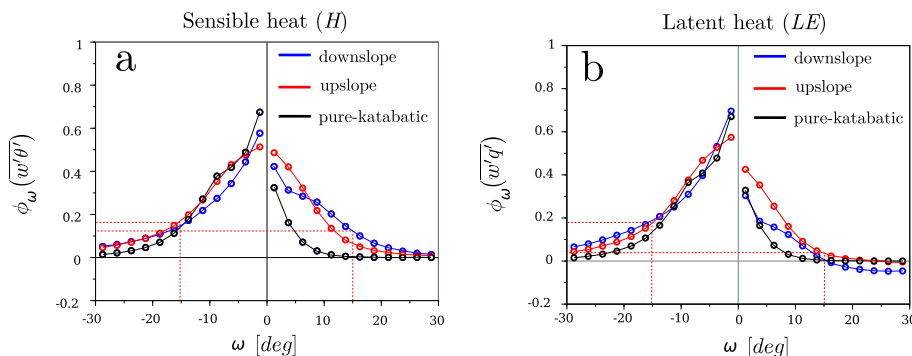 Sensible heat (H)
a
downslope
upslope
pure-katabatic
ϕω(w′θ′)
1
0.8
0.6
0.4
0.2
0
-0.2
-30 -20 -10 0 10 20 30
ω [deg]
Latent heat (LE)
b
downslope
upslope
pure-katabatic
ϕω(w′q′)
1
0.8
0.6
0.4
0.2
0
-0.2
-30 -20 -10 0 10 20 30
ω [deg]